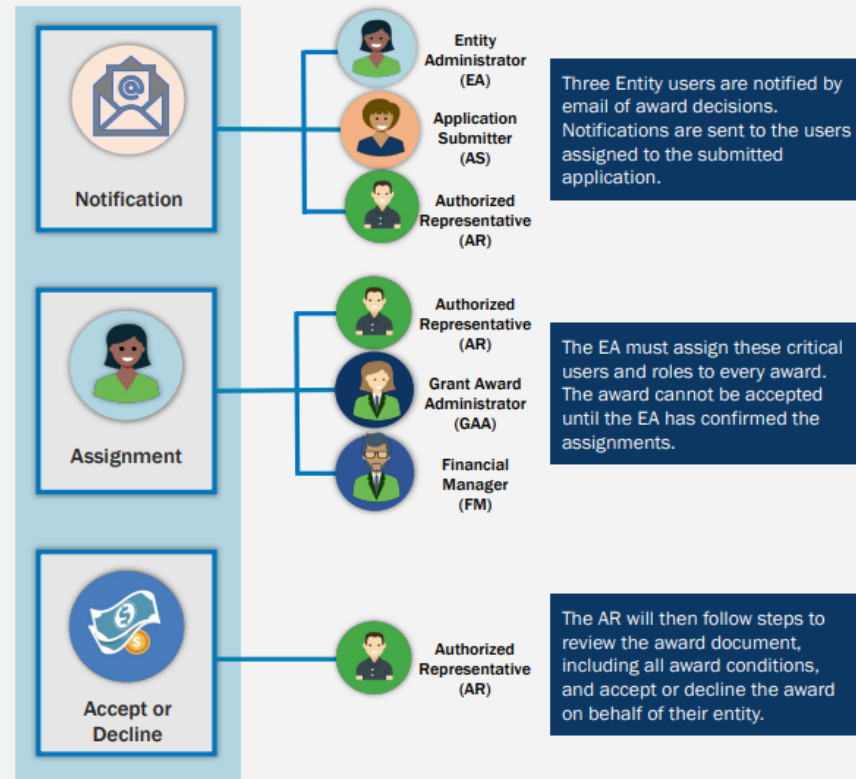 Notification
@
Entity
Administrator
(EA)
Application
Submitter
(AS)
Authorized
Representative
(AR)
Three Entity users are notified by
email of award decisions.
Notifications are sent to the users
assigned to the submitted
application.
Assignment
Authorized
Representative
(AR)
Grant Award
Administrator
(GAA)
Financial
Manager
(FM)
The EA must assign these critical
users and roles to every award.
The award cannot be accepted
until the EA has confirmed the
assignments.
Accept or
Decline
$
$
Authorized
Representative
(AR)
The AR will then follow steps to
review the award document,
including all award conditions,
and accept or decline the award
on behalf of their entity.